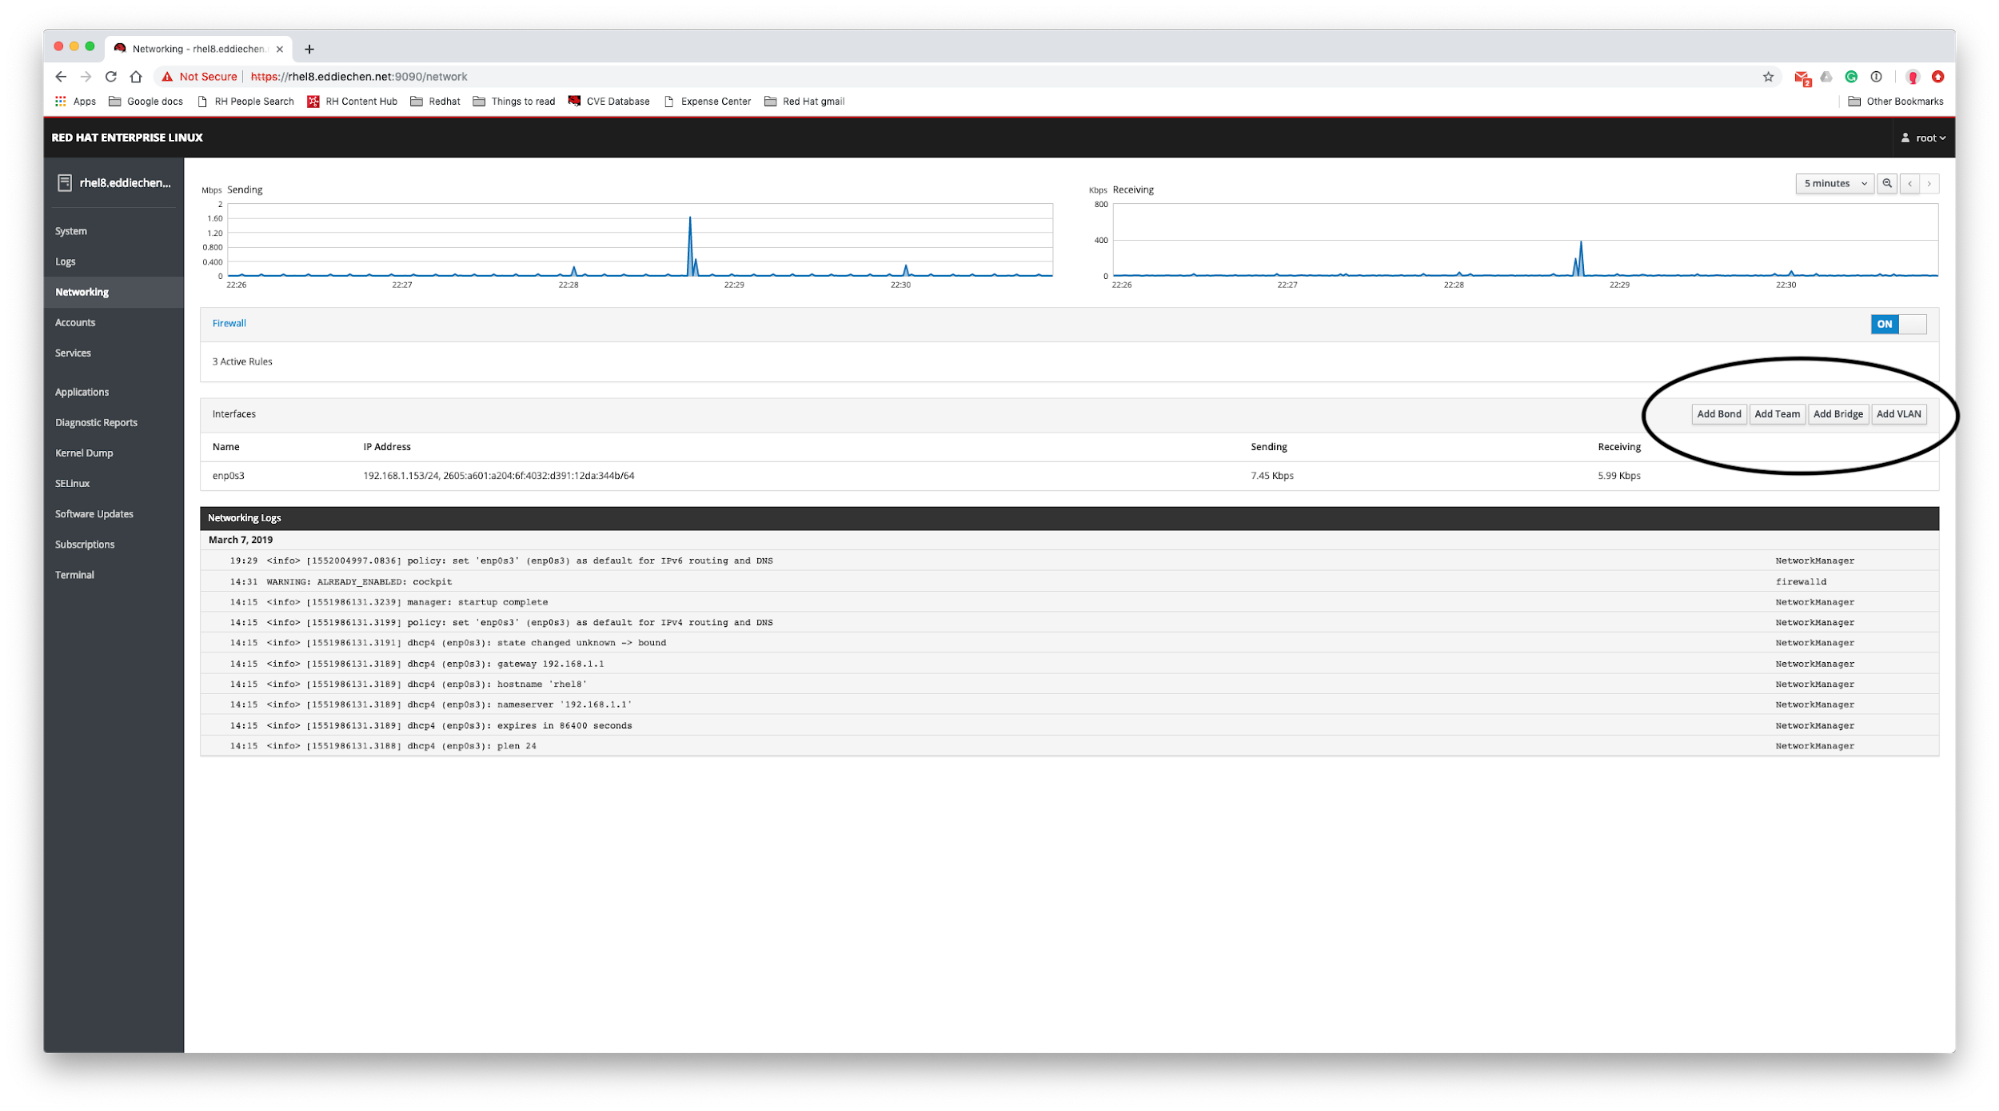 Networking - rhel8.eddiechen.
Not Secure | https://rhel8.eddiechen.net:9090/network
2
Apps Google docs RH People Search RH Content Hub Redhat Things to read CVE Database Expense Center Red Hat gmail Other Bookmarks
RED HAT ENTERPRISE LINUX root
rhel8.eddiechen...
System
Logs
Networking
Accounts
Services
Applications
Diagnostic Reports
Kernel Dump
SELinux
Software Updates
Subscriptions
Terminal
5 minutes
Mbps Sending
2
1.60
1.20
0.800
0.400
0
22:26 22:27 22:28 22:29 22:30
Kbps Receiving
800
400
0
22:26 22:27 22:28 22:29 22:30
Firewall ON
3 Active Rules
Interfaces Add Bond Add Team Add Bridge Add VLAN
Name IP Address Sending Receiving
enp0s3 192.168.1.153/24, 2605:a601:a204:6f:4032:d391:12da:344b/64 7.45 Kbps 5.99 Kbps
Networking Logs
March 7, 2019
19:29 <info> [1552004997.0836] policy: set 'enp0s3' (enp0s3) as default for IPv6 routing and DNS NetworkManager
14:31 WARNING: ALREADY_ENABLED: cockpit firewalld
14:15 <info> [1551986131.3239] manager: startup complete NetworkManager
14:15 <info> [1551986131.3199] policy: set 'enp0s3' (enp0s3) as default for IPv4 routing and DNS NetworkManager
14:15 <info> [1551986131.3191] dhcp4 (enp0s3): state changed unknown -> bound NetworkManager
14:15 <info> [1551986131.3189] dhcp4 (enp0s3): gateway 192.168.1.1 NetworkManager
14:15 <info> [1551986131.3189] dhcp4 (enp0s3): hostname 'rhel8' NetworkManager
14:15 <info> [1551986131.3189] dhcp4 (enp0s3): nameserver '192.168.1.1' NetworkManager
14:15 <info> [1551986131.3189] dhcp4 (enp0s3): expires in 86400 seconds NetworkManager
14:15 <info> [1551986131.3188] dhcp4 (enp0s3): plen 24 NetworkManager